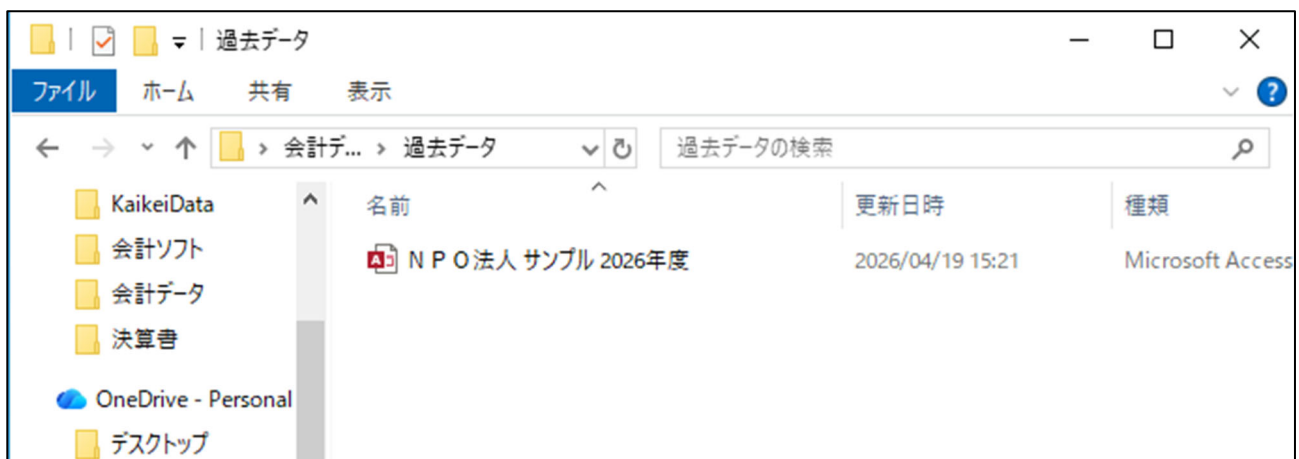 過去データ
ファイル ホーム 共有 表示
会計デ... 過去データ 過去データの検索
KaikeiData 名前 更新日時 種類
会計ソフト NPO法人 サンプル 2026年度 2026/04/19 15:21 Microsoft Access
会計データ
決算書
OneDrive - Personal
デスクトップ